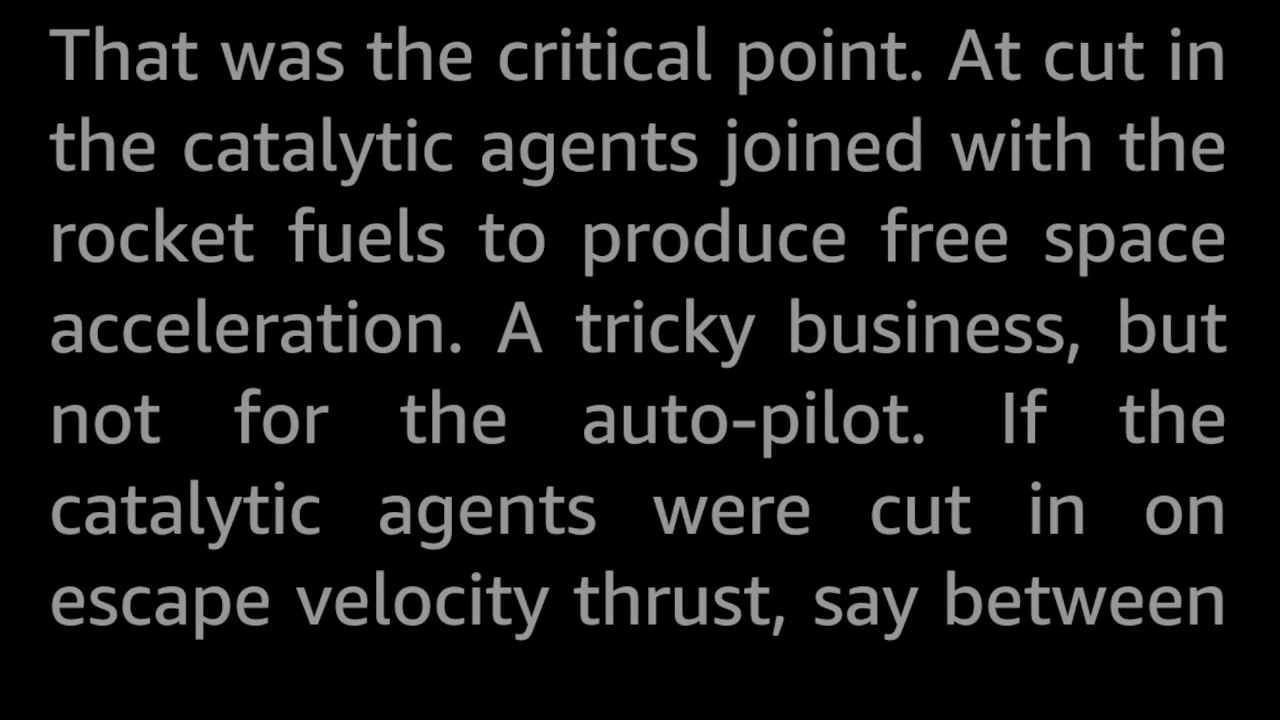 That was the critical point. At cut in
the catalytic agents joined with the
rocket fuels to produce free space
acceleration. A tricky business, but
not for the auto-pilot. If the
catalytic agents were cut in on
escape velocity thrust, say between